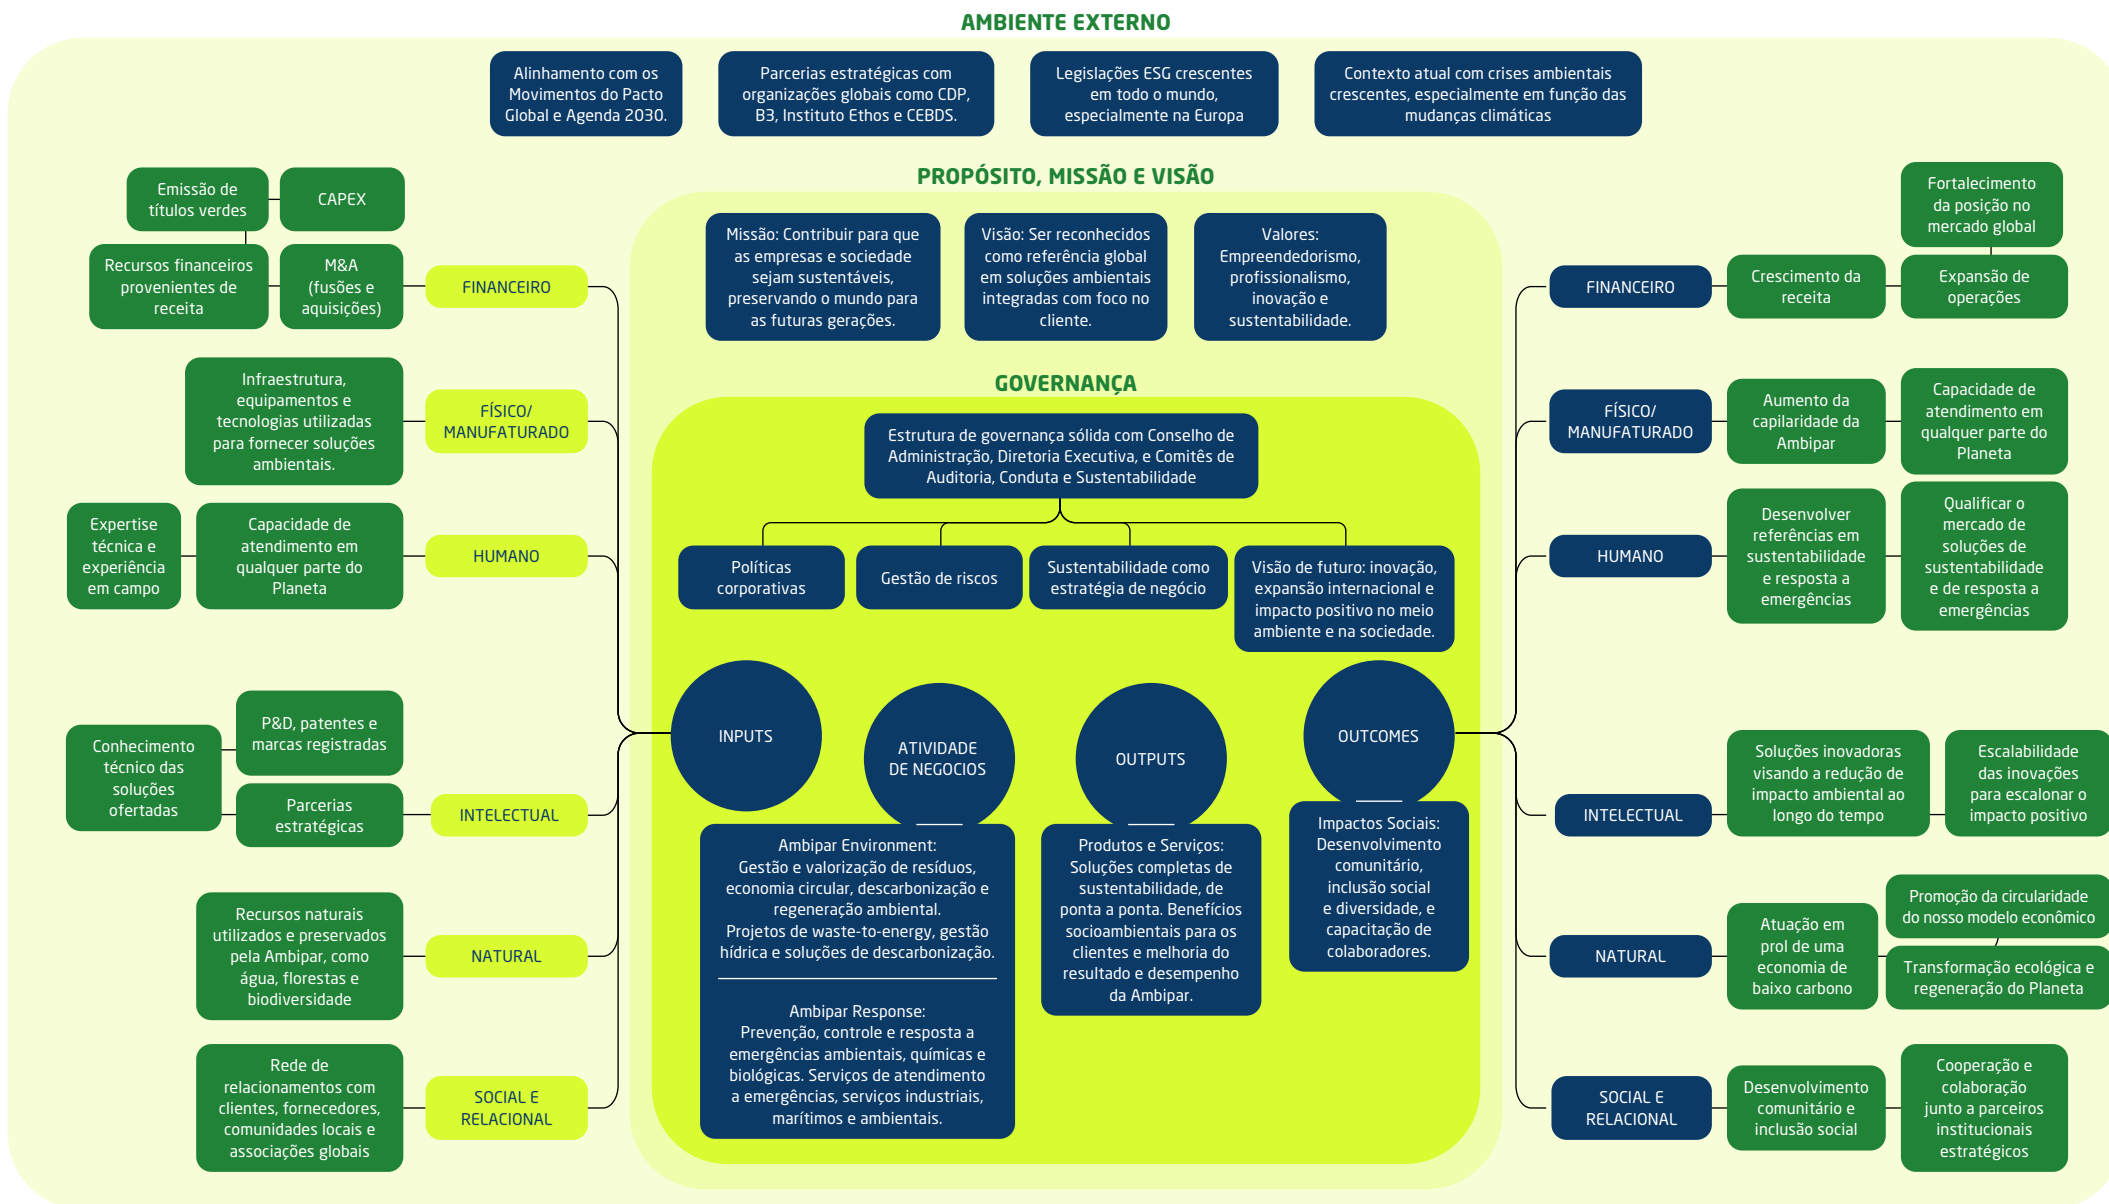 AMBIENTE EXTERNO
Alinhamento com os
Movimentos do Pacto
Global e Agenda 2030.
Parcerias estratégicas com
organizações globais como CDP,
B3, Instituto Ethos e CEBDS.
Legislações ESG crescentes
em todo o mundo,
especialmente na Europa
Contexto atual com crises ambientais
crescentes, especialmente em função das
mudanças climáticas
Emissão de
títulos verdes
CAPEX
Recursos financeiros
provenientes de
receita
M&A
(fusões e
aquisições)
FINANCEIRO
Infraestrutura,
equipamentos e
tecnologias utilizadas
para fornecer soluções
ambientais.
FÍSICO/
MANUFATURADO
Expertise
técnica e
experiência
em campo
Capacidade de
atendimento em
qualquer parte do
Planeta
HUMANO
Conhecimento
técnico das
soluções
ofertadas
P&D, patentes e
marcas registradas
Parcerias
estratégicas
INTELECTUAL
Recursos naturais
utilizados e preservados
pela Ambipar, como
água, florestas e
biodiversidade
NATURAL
Rede de
relacionamentos com
clientes, fornecedores,
comunidades locais e
associações globais
SOCIAL E
RELACIONAL
PROPÓSITO, MISSÃO E VISÃO
Missão: Contribuir para que
as empresas e sociedade
sejam sustentáveis,
preservando o mundo para
as futuras gerações.
Visão: Ser reconhecidos
como referência global
em soluções ambientais
integradas com foco no
cliente.
Valores:
Empreendedorismo,
profissionalismo,
inovação e
sustentabilidade.
GOVERNANÇA
Estrutura de governança sólida com Conselho de
Administração, Diretoria Executiva, e Comitês de
Auditoria, Conduta e Sustentabilidade
Políticas
corporativas
Gestão de riscos
Sustentabilidade como
estratégia de negócio
Visão de futuro: inovação,
expansão internacional e
impacto positivo no meio
ambiente e na sociedade.
INPUTS
ATIVIDADE
DE NEGOCIOS
OUTPUTS
OUTCOMES
Ambipar Environment:
Gestão e valorização de resíduos,
economia circular, descarbonização e
regeneração ambiental.
Projetos de waste-to-energy, gestão
hídrica e soluções de descarbonização.
Ambipar Response:
Prevenção, controle e resposta a
emergências ambientais, químicas e
biológicas. Serviços de atendimento
a emergências, serviços industriais,
marítimos e ambientais.
Produtos e Serviços:
Soluções completas de
sustentabilidade, de
ponta a ponta. Benefícios
socioambientais para os
clientes e melhoria do
resultado e desempenho
da Ambipar.
Impactos Sociais:
Desenvolvimento
comunitário,
inclusão social
e diversidade, e
capacitação de
colaboradores.
FINANCEIRO
Crescimento da
receita
Fortalecimento
da posição no
mercado global
Expansão de
operações
FÍSICO/
MANUFATURADO
Aumento da
capilaridade da
Ambipar
Capacidade de
atendimento em
qualquer parte do
Planeta
HUMANO
Desenvolver
referências em
sustentabilidade
e resposta a
emergências
Qualificar o
mercado de
soluções de
sustentabilidade
e de resposta a
emergências
INTELECTUAL
Soluções inovadoras
visando a redução de
impacto ambiental ao
longo do tempo
Escalabilidade
das inovações
para escalonar o
impacto positivo
NATURAL
Atuação em
prol de uma
economia de
baixo carbono
Promoção da circularidade
do nosso modelo econômico
Transformação ecológica e
regeneração do Planeta
SOCIAL E
RELACIONAL
Desenvolvimento
comunitário e
inclusão social
Cooperação e
colaboração
junto a parceiros
institucionais
estratégicos